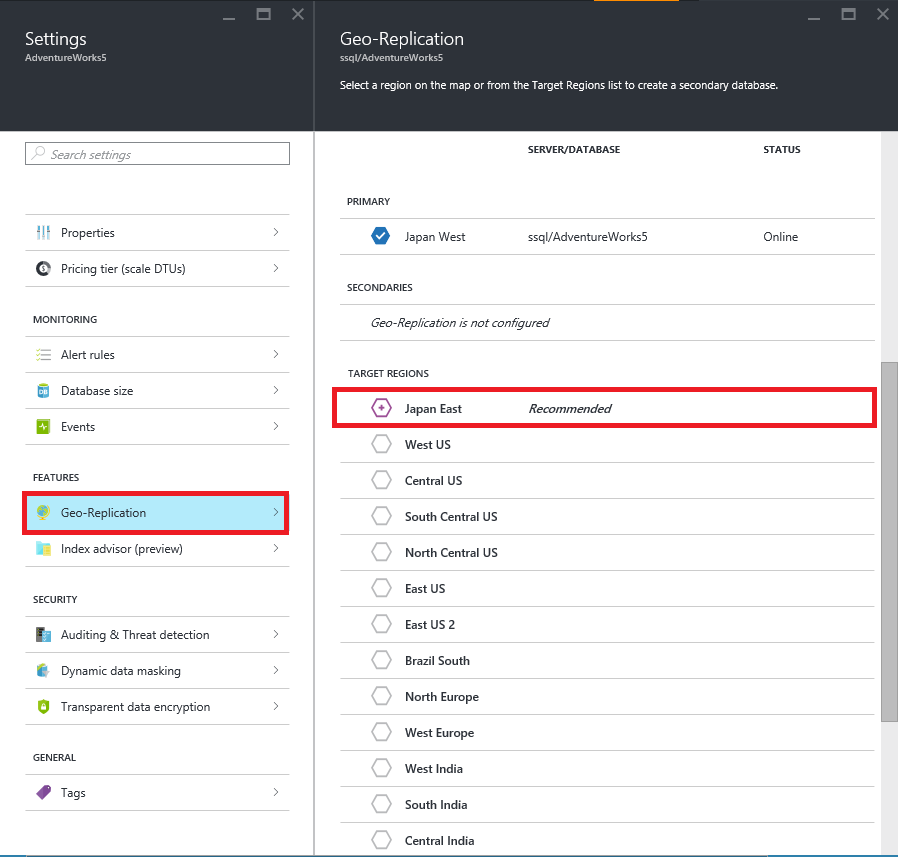 Settings
AdventureWorks5
Search settings
Properties
Pricing tier (scale DTUs)
MONITORING
Alert rules
Database size
Events
FEATURES
Geo-Replication
Index advisor (preview)
SECURITY
Auditing & Threat detection
Dynamic data masking
Transparent data encryption
GENERAL
Tags
Geo-Replication
ssql/AdventureWorks5
Select a region on the map or from the Target Regions list to create a secondary database.
SERVER/DATABASE STATUS
PRIMARY
Japan West ssql/AdventureWorks5 Online
SECONDARIES
Geo-Replication is not configured
TARGET REGIONS
Japan East Recommended
West US
Central US
South Central US
North Central US
East US
East US 2
Brazil South
North Europe
West Europe
West India
South India
Central India